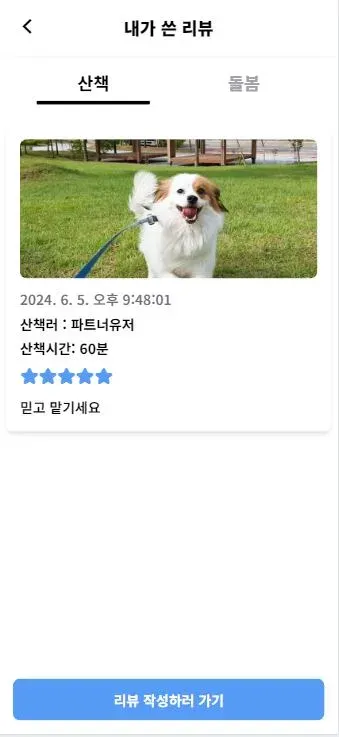 내가 쓴 리뷰
산책
돌봄
2024. 6. 5. 오후 9:48:01
산책러 : 파트너유저
산책시간: 60분
믿고 맡기세요
리뷰 작성하러 가기